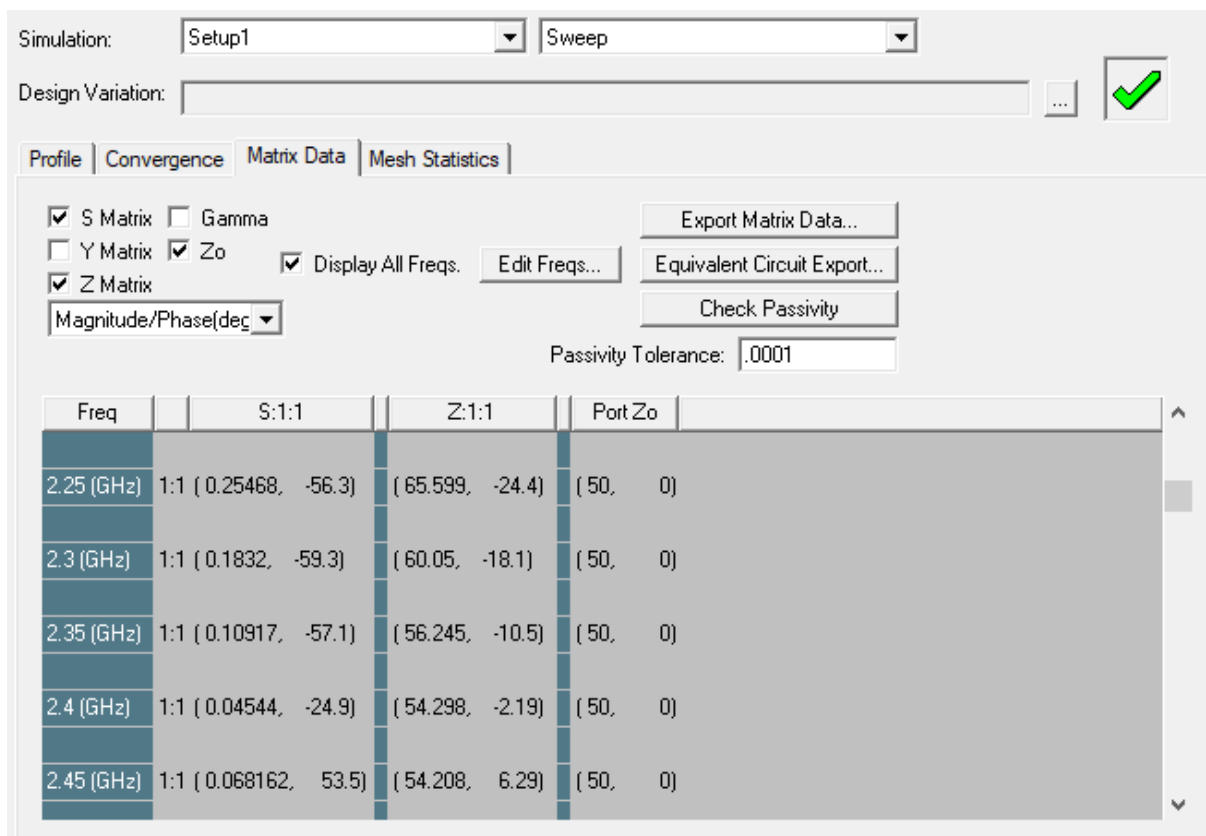 Simulation: Setup1 Sweep
Design Variation: ...
Profile Convergence Matrix Data Mesh Statistics
S Matrix Gamma Export Matrix Data...
Y Matrix Zo Display All Freqs. Edit Freqs... Equivalent Circuit Export...
Z Matrix Check Passivity
Magnitude/Phase(deg
Passivity Tolerance: .0001
Freq S:1:1 Z:1:1 Port Zo
2.25 (GHz) 1:1 ( 0.25468, -56.3) ( 65.599, -24.4) ( 50, 0)
2.3 (GHz) 1:1 ( 0.1832, -59.3) ( 60.05, -18.1) ( 50, 0)
2.35 (GHz) 1:1 ( 0.10917, -57.1) ( 56.245, -10.5) ( 50, 0)
2.4 (GHz) 1:1 ( 0.04544, -24.9) ( 54.298, -2.19) ( 50, 0)
2.45 (GHz) 1:1 ( 0.068162, 53.5) ( 54.208, 6.29) ( 50, 0)